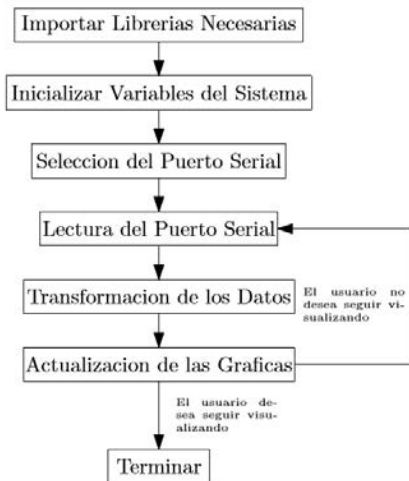 Importar Librerias Necesarias
Inicializar Variables del Sistema
Seleccion del Puerto Serial
Lectura del Puerto Serial
Transformacion de los Datos
El usuario no
desea seguir vi-
sualizando
Actualizacion de las Graficas
El usuario de-
sea seguir visu-
alizando
Terminar